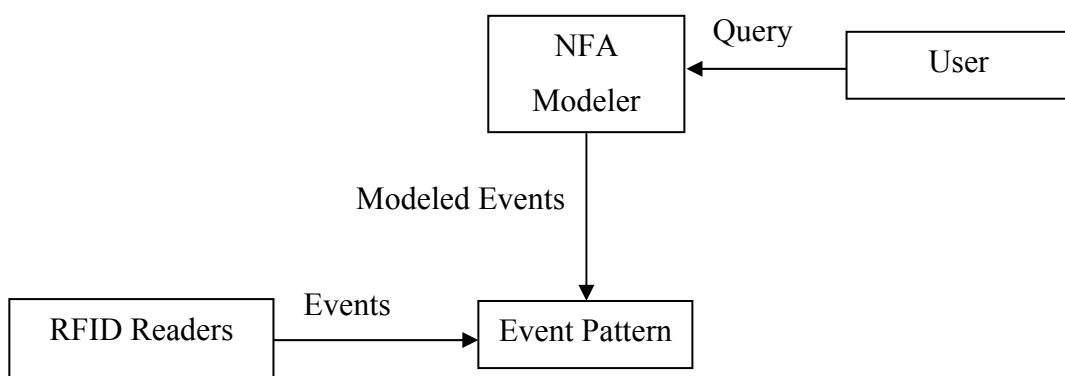 Query
NFA
Modeler
User
Modeled Events
Events
RFID Readers
Event Pattern